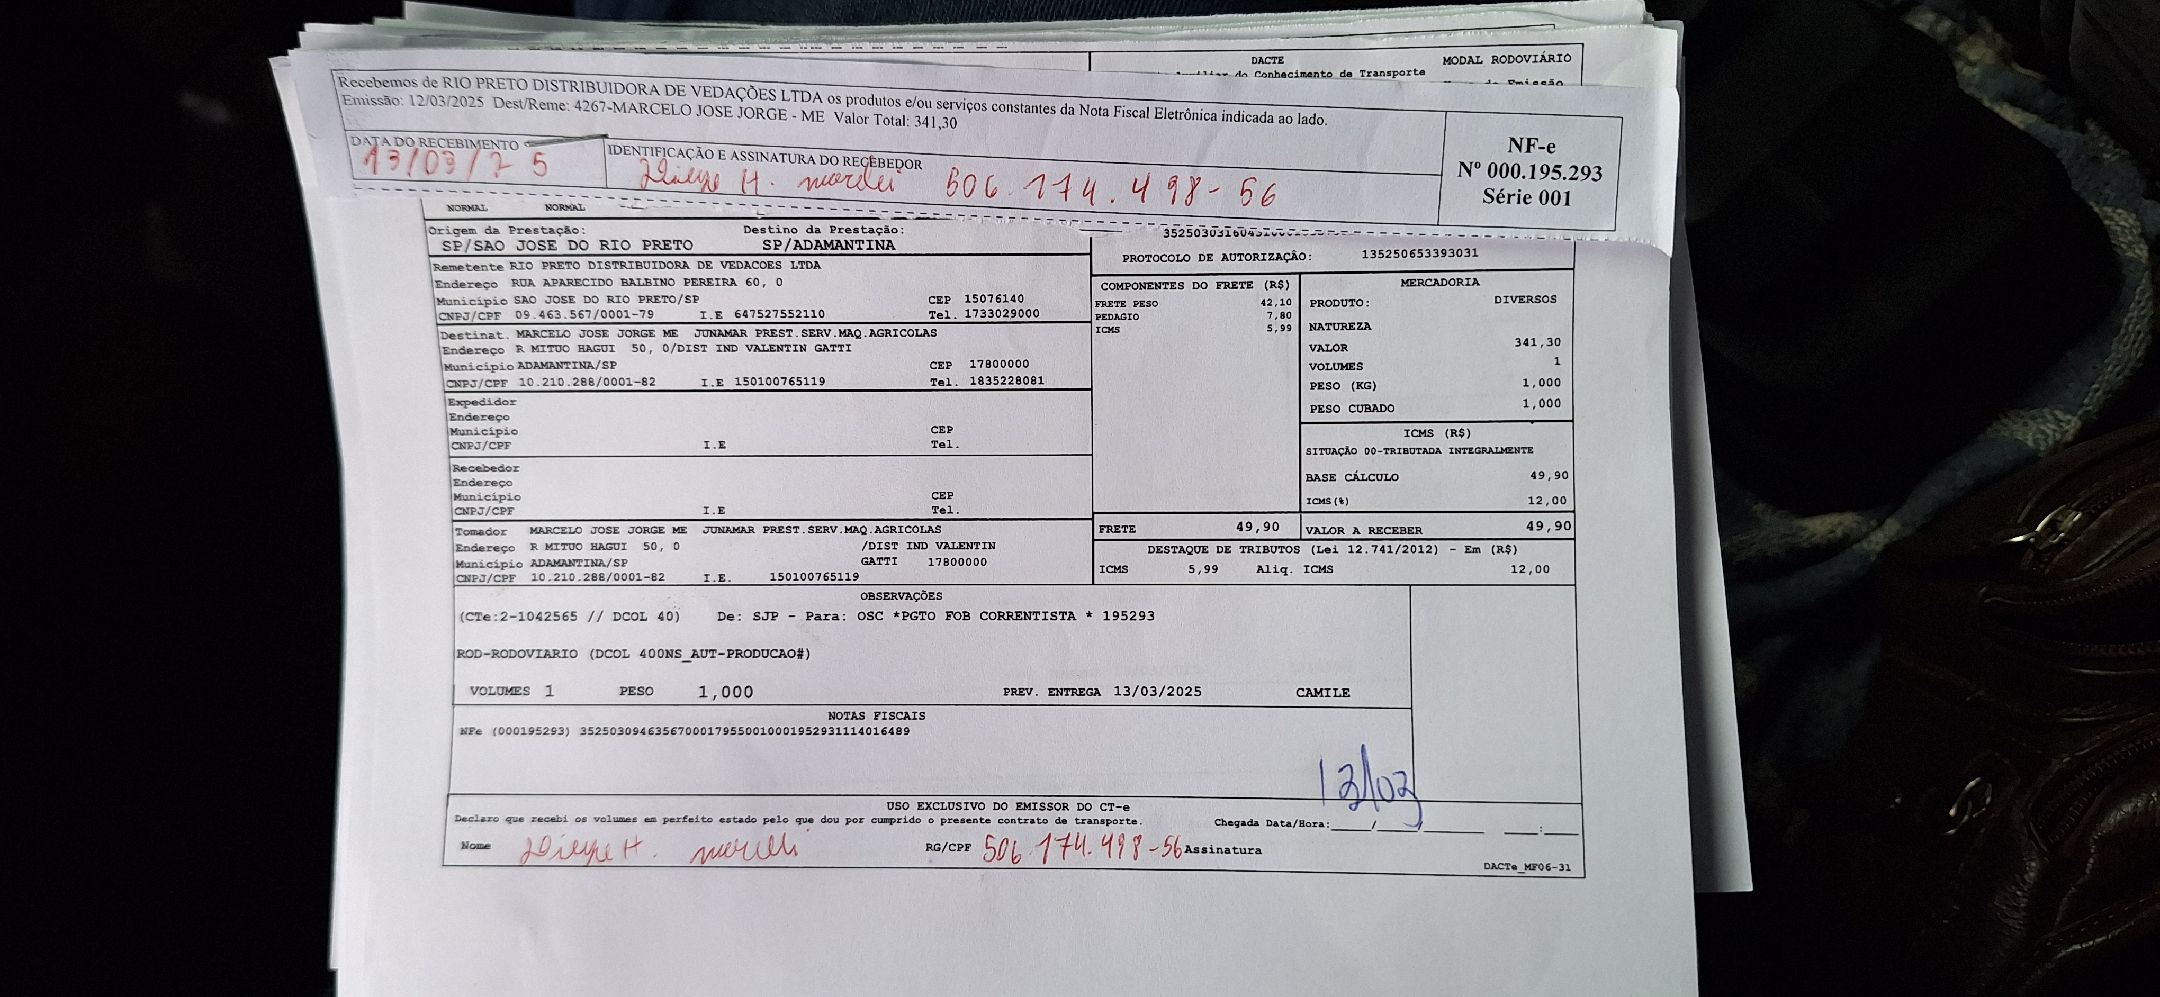 DACTE
MODAL RODOVIÁRIO
do Conhecimento de Transporte
Recebemos de RIO PRETO DISTRIBUIDORA DE VEDAÇÕES LTDA os produtos e/ou serviços constantes da Nota Fiscal Eletrônica indicada ao lado.
Emissão: 12/03/2025 Dest/Reme: 4267-MARCELO JOSE JORGE - ME Valor Total: 341,30
DATA DO RECEBIMENTO
13/03/25
IDENTIFICAÇÃO E ASSINATURA DO RECEBEDOR
H. 506.174.498-56
NF-e
Nº 000.195.293
Série 001
NORMAL NORMAL
Origem da Prestação: Destino da Prestação:
SP/SAO JOSE DO RIO PRETO SP/ADAMANTINA
PROTOCOLO DE AUTORIZAÇÃO: 135250653393031
Remetente RIO PRETO DISTRIBUIDORA DE VEDACOES LTDA
Endereço RUA APARECIDO BALBINO PEREIRA 60, 0
Município SAO JOSE DO RIO PRETO/SP CEP 15076140
CNPJ/CPF 09.463.567/0001-79 I.E 647527552110 Tel. 1733029000
Destinat. MARCELO JOSE JORGE ME JUNAMAR PREST.SERV.MAQ.AGRICOLAS
Endereço R MITUO HAGUI 50, 0/DIST IND VALENTIN GATTI
Município ADAMANTINA/SP CEP 17800000
CNPJ/CPF 10.210.288/0001-82 I.E 150100765119 Tel. 1835228081
Expedidor
Endereço
Município CEP
CNPJ/CPF I.E Tel.
Recebedor
Endereço
Município CEP
CNPJ/CPF I.E Tel.
Tomador MARCELO JOSE JORGE ME JUNAMAR PREST.SERV.MAQ.AGRICOLAS
Endereço R MITUO HAGUI 50, 0 /DIST IND VALENTIN
Município ADAMANTINA/SP GATTI 17800000
CNPJ/CPF 10.210.288/0001-82 I.E. 150100765119
COMPONENTES DO FRETE (R$)
FRETE PESO 42,10
PEDAGIO 7,80
ICMS 5,99
MERCADORIA
PRODUTO: DIVERSOS
NATUREZA
VALOR 341,30
VOLUMES 1
PESO (KG) 1,000
PESO CUBADO 1,000
ICMS (R$)
SITUAÇÃO 00-TRIBUTADA INTEGRALMENTE
BASE CÁLCULO 49,90
ICMS(%) 12,00
FRETE 49,90 VALOR A RECEBER 49,90
DESTAQUE DE TRIBUTOS (Lei 12.741/2012) - Em (R$)
ICMS 5,99 Aliq. ICMS 12,00
OBSERVAÇÕES
(CTe:2-1042565 // DCOL 40) De: SJP - Para: OSC *PGTO FOB CORRENTISTA * 195293
ROD-RODOVIARIO (DCOL 400NS_AUT-PRODUCAO#)
VOLUMES 1 PESO 1,000 PREV. ENTREGA 13/03/2025 CAMILE
NOTAS FISCAIS
NFe (000195293) 35250309463567000179550010001952931114016489
13/03
USO EXCLUSIVO DO EMISSOR DO CT-e
Declaro que recebi os volumes em perfeito estado pelo que dou por cumprido o presente contrato de transporte. Chegada Data/Hora:____/____/______ ___:___
Nome H. RG/CPF 506.174.498-56 Assinatura
DACTe_MF06-31